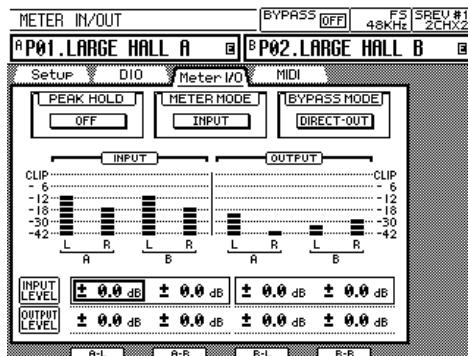 METER IN/OUT BYPASS OFF FS 48KHz SREV #1 2CHX2
A P01.LARGE HALL A E B P02.LARGE HALL B E
Setup DIO Meter I/O MIDI
PEAK HOLD METER MODE BYPASS MODE
OFF INPUT DIRECT-OUT
INPUT OUTPUT
CLIP CLIP
- 6 - 6
-12 -12
-18 -18
-30 -30
-42 -42
L R L R L R L R
A B A B
INPUT LEVEL ± 0.0 dB ± 0.0 dB ± 0.0 dB ± 0.0 dB
OUTPUT LEVEL ± 0.0 dB ± 0.0 dB ± 0.0 dB ± 0.0 dB
A-L A-R B-L B-R